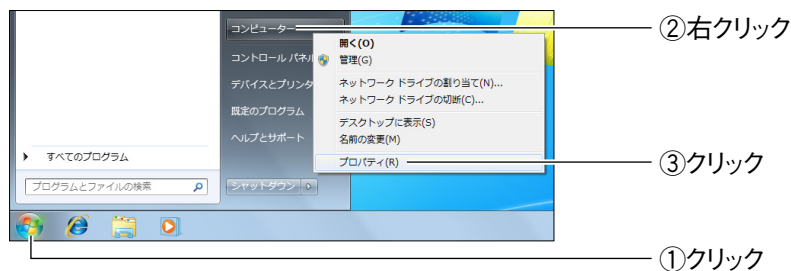 コンピューター
コントロール パネル
デバイスとプリンタ
既定のプログラム
ヘルプとサポート
すべてのプログラム
プログラムとファイルの検索
シャットダウン
開く(O)
管理(G)
ネットワーク ドライブの割り当て(N)...
ネットワーク ドライブの切断(C)...
デスクトップに表示(S)
名前の変更(M)
プロパティ(R)
②右クリック
③クリック
①クリック